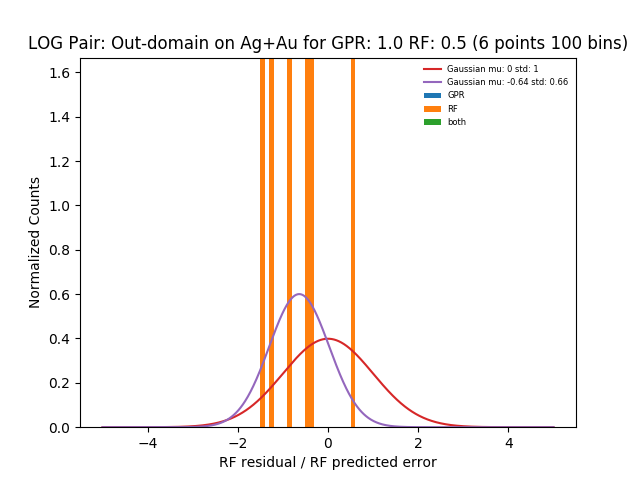 LOG Pair: Out-domain on Ag+Au for GPR: 1.0 RF: 0.5 (6 points 100 bins)
Gaussian mu: 0 std: 1
Gaussian mu: -0.64 std: 0.66
GPR
RF
both
Normalized Counts
1.6
1.4
1.2
1.0
0.8
0.6
0.4
0.2
0.0
−4
−2
0
2
4
RF residual / RF predicted error